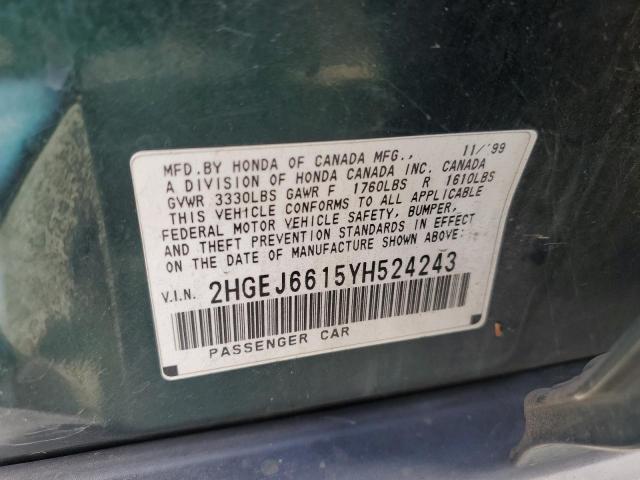 MFD.BY HONDA OF CANADA MFG., 11/'99
A DIVISION OF HONDA CANADA INC. CANADA
GVWR 3330LBS GAWR F 1760LBS R 1610LBS
THIS VEHICLE CONFORMS TO ALL APPLICABLE
FEDERAL MOTOR VEHICLE SAFETY, BUMPER,
AND THEFT PREVENTION STANDARDS IN EFFECT
ON THE DATE OF MANUFACTURE SHOWN ABOVE.
V.I.N. 2HGEJ6615YH524243
PASSENGER CAR